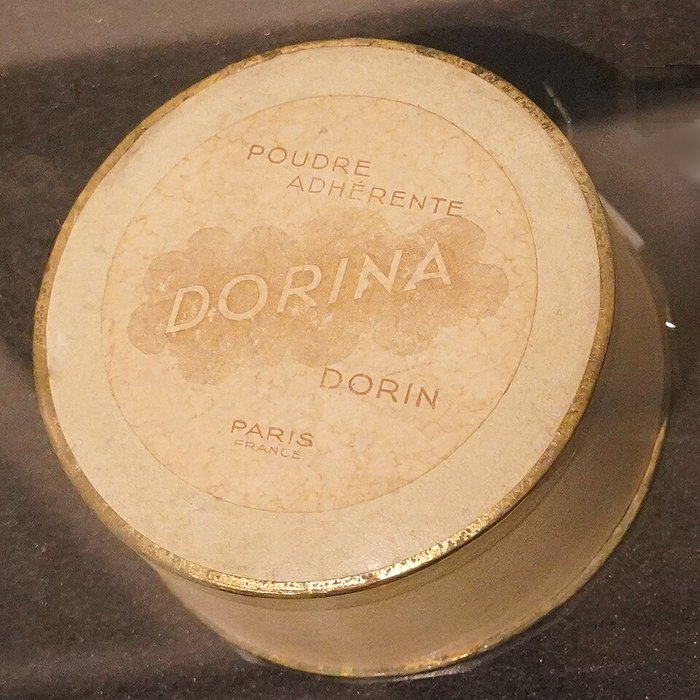 POUDRE
ADHÉRENTE
DORINA
DORIN
PARIS
FRANCE